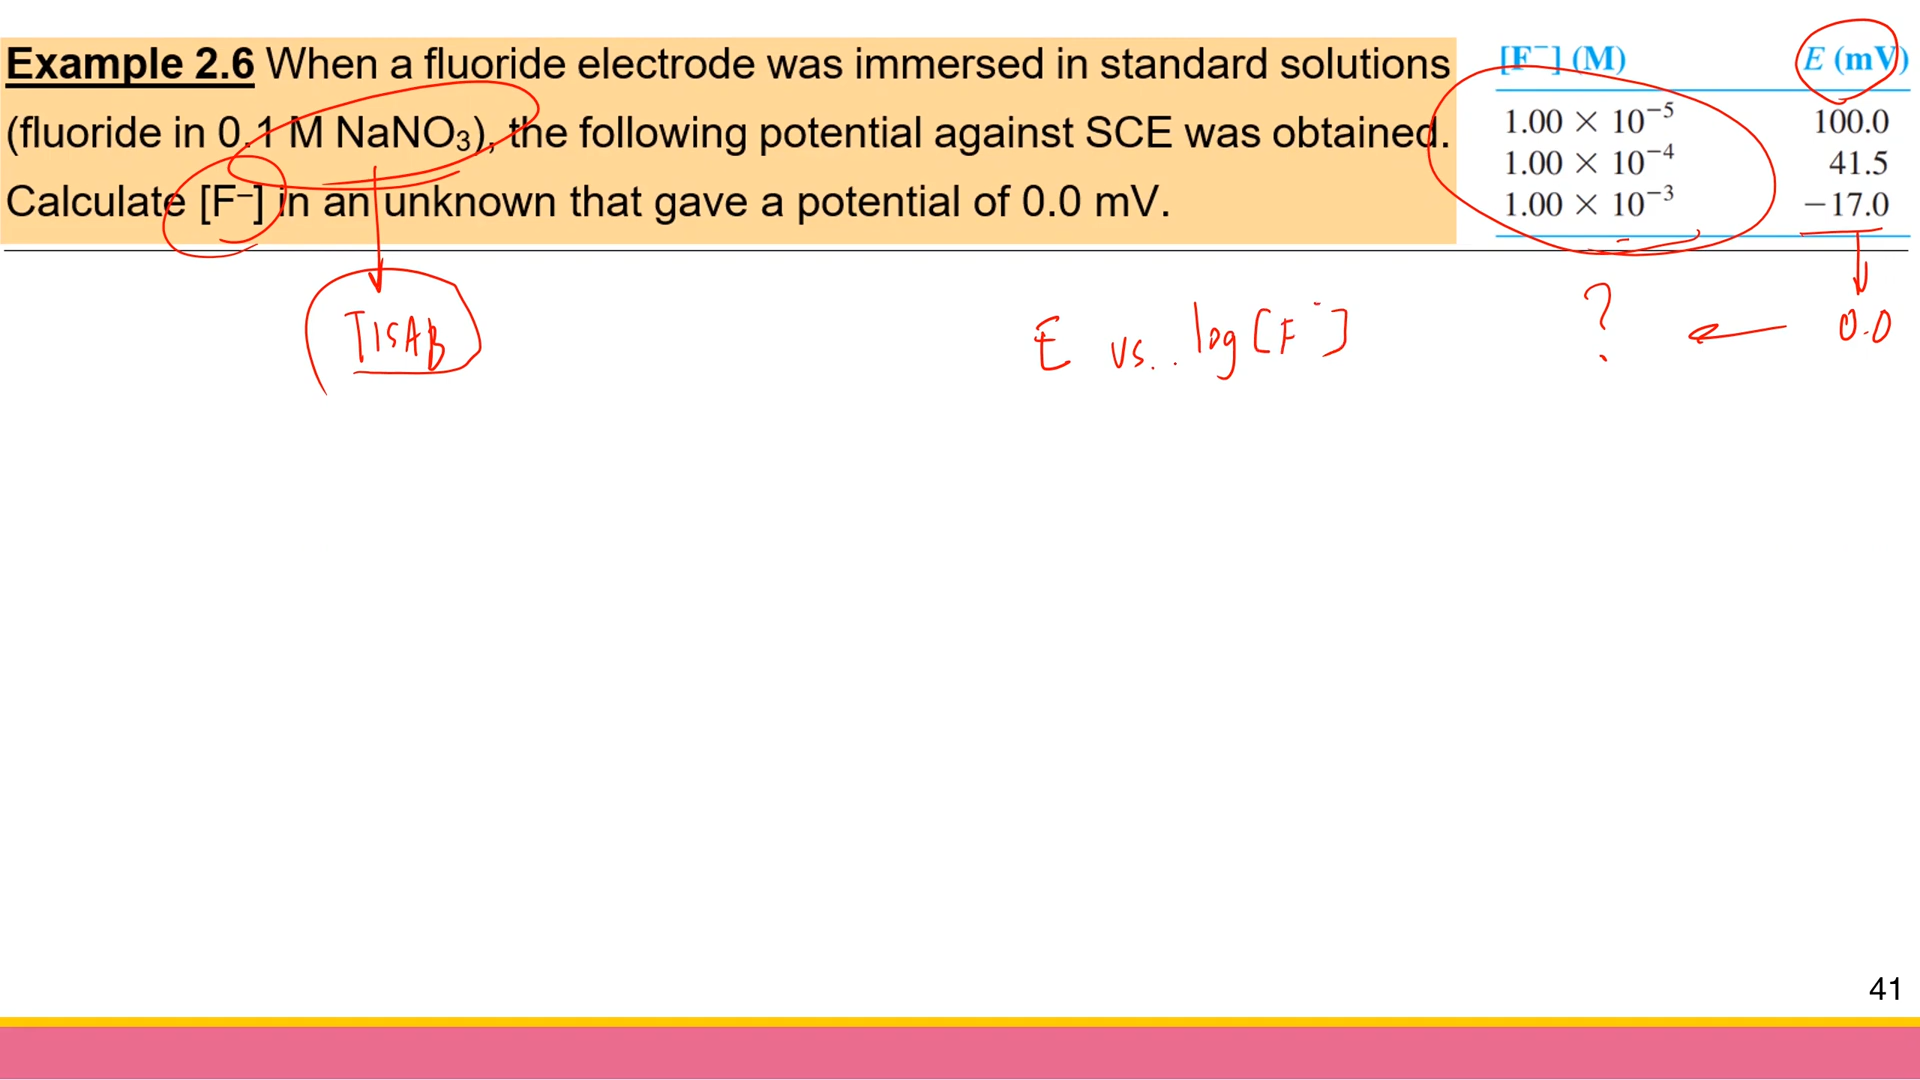 Example 2.6 When a fluoride electrode was immersed in standard solutions
(fluoride in 0.1 M NaNO₃), the following potential against SCE was obtained.
Calculate [F⁻] in an unknown that gave a potential of 0.0 mV.
[F⁻] (M) E (mV)
1.00 × 10⁻⁵ 100.0
1.00 × 10⁻⁴ 41.5
1.00 × 10⁻³ −17.0
TISAB
E vs. log [F⁻]
? ← 0.0
41